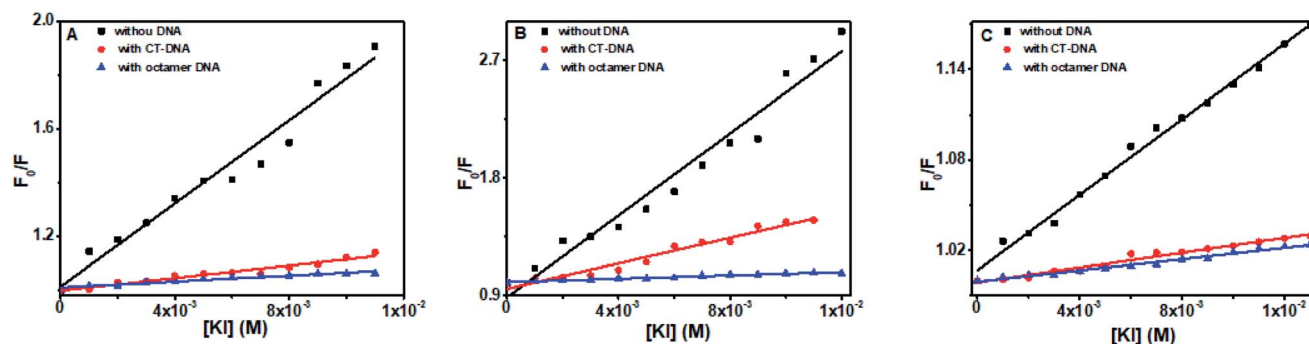 A
withou DNA
with CT-DNA
with octamer DNA
2.0
1.6
1.2
F₀/F
0
4x10⁻³
8x10⁻³
1x10⁻²
[KI] (M)
B
without DNA
with CT-DNA
with octamer DNA
2.7
1.8
0.9
F₀/F
0
4x10⁻³
8x10⁻³
1x10⁻²
[KI] (M)
C
without DNA
with CT-DNA
with octamer DNA
1.14
1.08
1.02
F₀/F
0
4x10⁻³
8x10⁻³
1x10⁻²
[KI] (M)